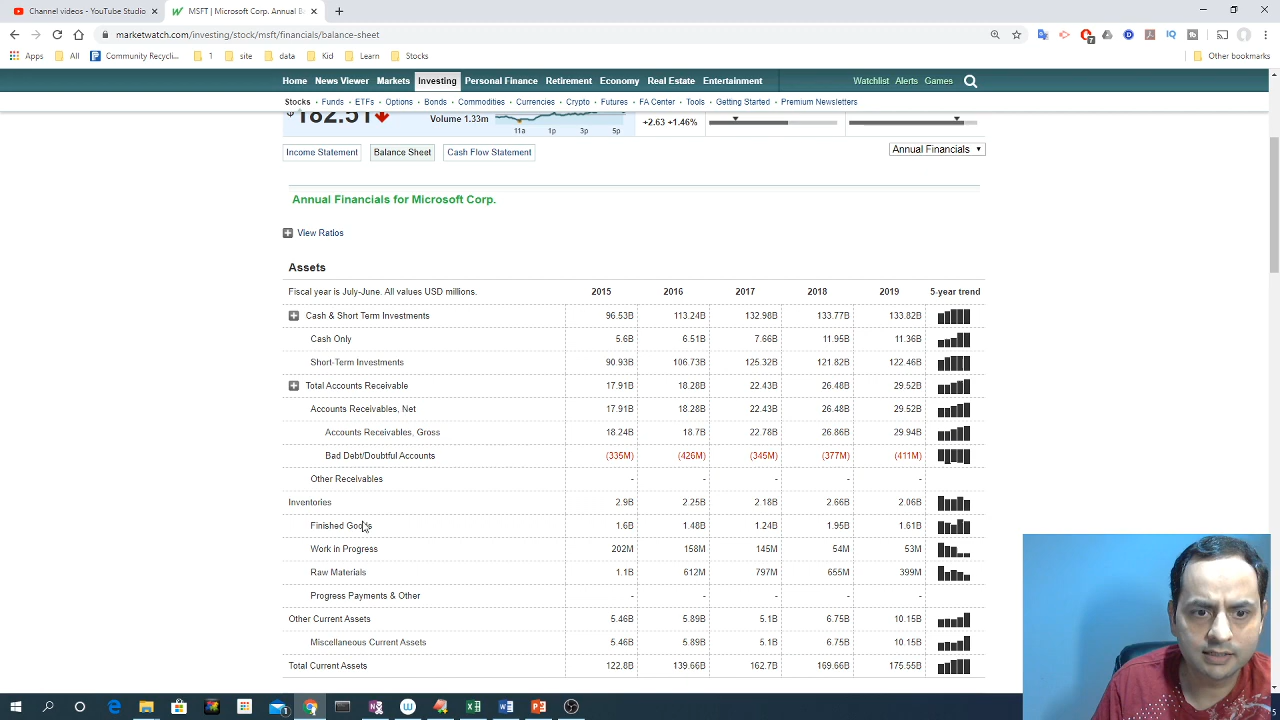 Channel videos - YouTube Studio
MSFT | Microsoft Corp. Annual Ba
marketwatch.com/investing/stock/msft/financials/balance-sheet
7
Apps
All
Community Recycli...
1
site
data
Kid
Learn
Stocks
Other bookmarks
Home News Viewer Markets Investing Personal Finance Retirement Economy Real Estate Entertainment
Watchlist Alerts Games
Stocks • Funds • ETFs • Options • Bonds • Commodities • Currencies • Crypto • Futures • FA Center • Tools • Getting Started • Premium Newsletters
$182.51
Volume 1.33m
11a 1p 3p 5p
+2.63 +1.46%
Income Statement
Balance Sheet
Cash Flow Statement
Annual Financials
Annual Financials for Microsoft Corp.
View Ratios
Assets
Fiscal year is July-June. All values USD millions. 2015 2016 2017 2018 2019 5-year trend
Cash & Short Term Investments 96.53B 113.24B 132.98B 133.77B 133.82B
Cash Only 5.6B 6.51B 7.66B 11.95B 11.36B
Short-Term Investments 90.93B 106.73B 125.32B 121.82B 122.46B
Total Accounts Receivable 17.91B 18.28B 22.43B 26.48B 29.52B
Accounts Receivables, Net 17.91B 18.28B 22.43B 26.48B 29.52B
Accounts Receivables, Gross 18.24B 18.7B 22.78B 26.86B 29.94B
Bad Debt/Doubtful Accounts (335M) (426M) (345M) (377M) (411M)
Other Receivables - - - - -
Inventories 2.9B 2.25B 2.18B 2.66B 2.06B
Finished Goods 1.6B 1.48B 1.24B 1.95B 1.61B
Work in Progress 202M 158M 145M 54M 53M
Raw Materials 1.1B 612M 797M 655M 399M
Progress Payments & Other - - - - -
Other Current Assets 5.46B 5.89B 5.1B 6.75B 10.15B
Miscellaneous Current Assets 5.46B 5.89B 5.1B 6.75B 10.15B
Total Current Assets 122.8B 139.66B 162.7B 169.66B 175.55B